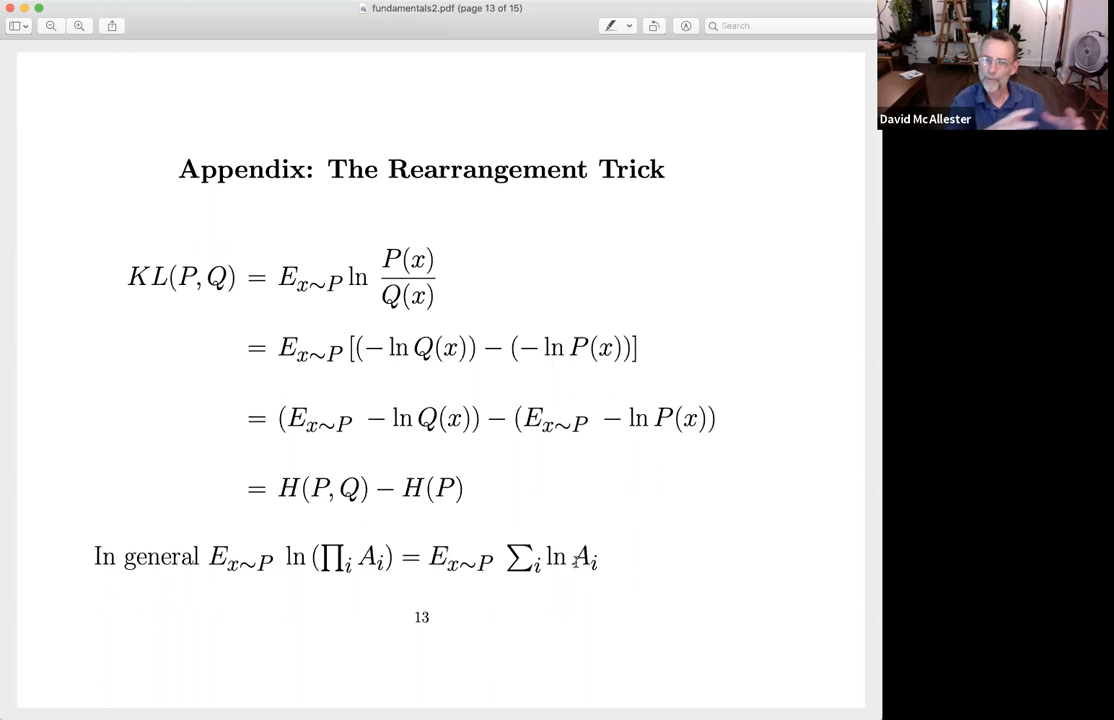 fundamentals2.pdf (page 13 of 15)
Search
David McAllester
Appendix: The Rearrangement Trick
KL(P, Q) = E_{x∼P} ln P(x)/Q(x)
= E_{x∼P} [(− ln Q(x)) − (− ln P(x))]
= (E_{x∼P} − ln Q(x)) − (E_{x∼P} − ln P(x))
= H(P, Q) − H(P)
In general E_{x∼P} ln (∏_i A_i) = E_{x∼P} ∑_i ln A_i
13